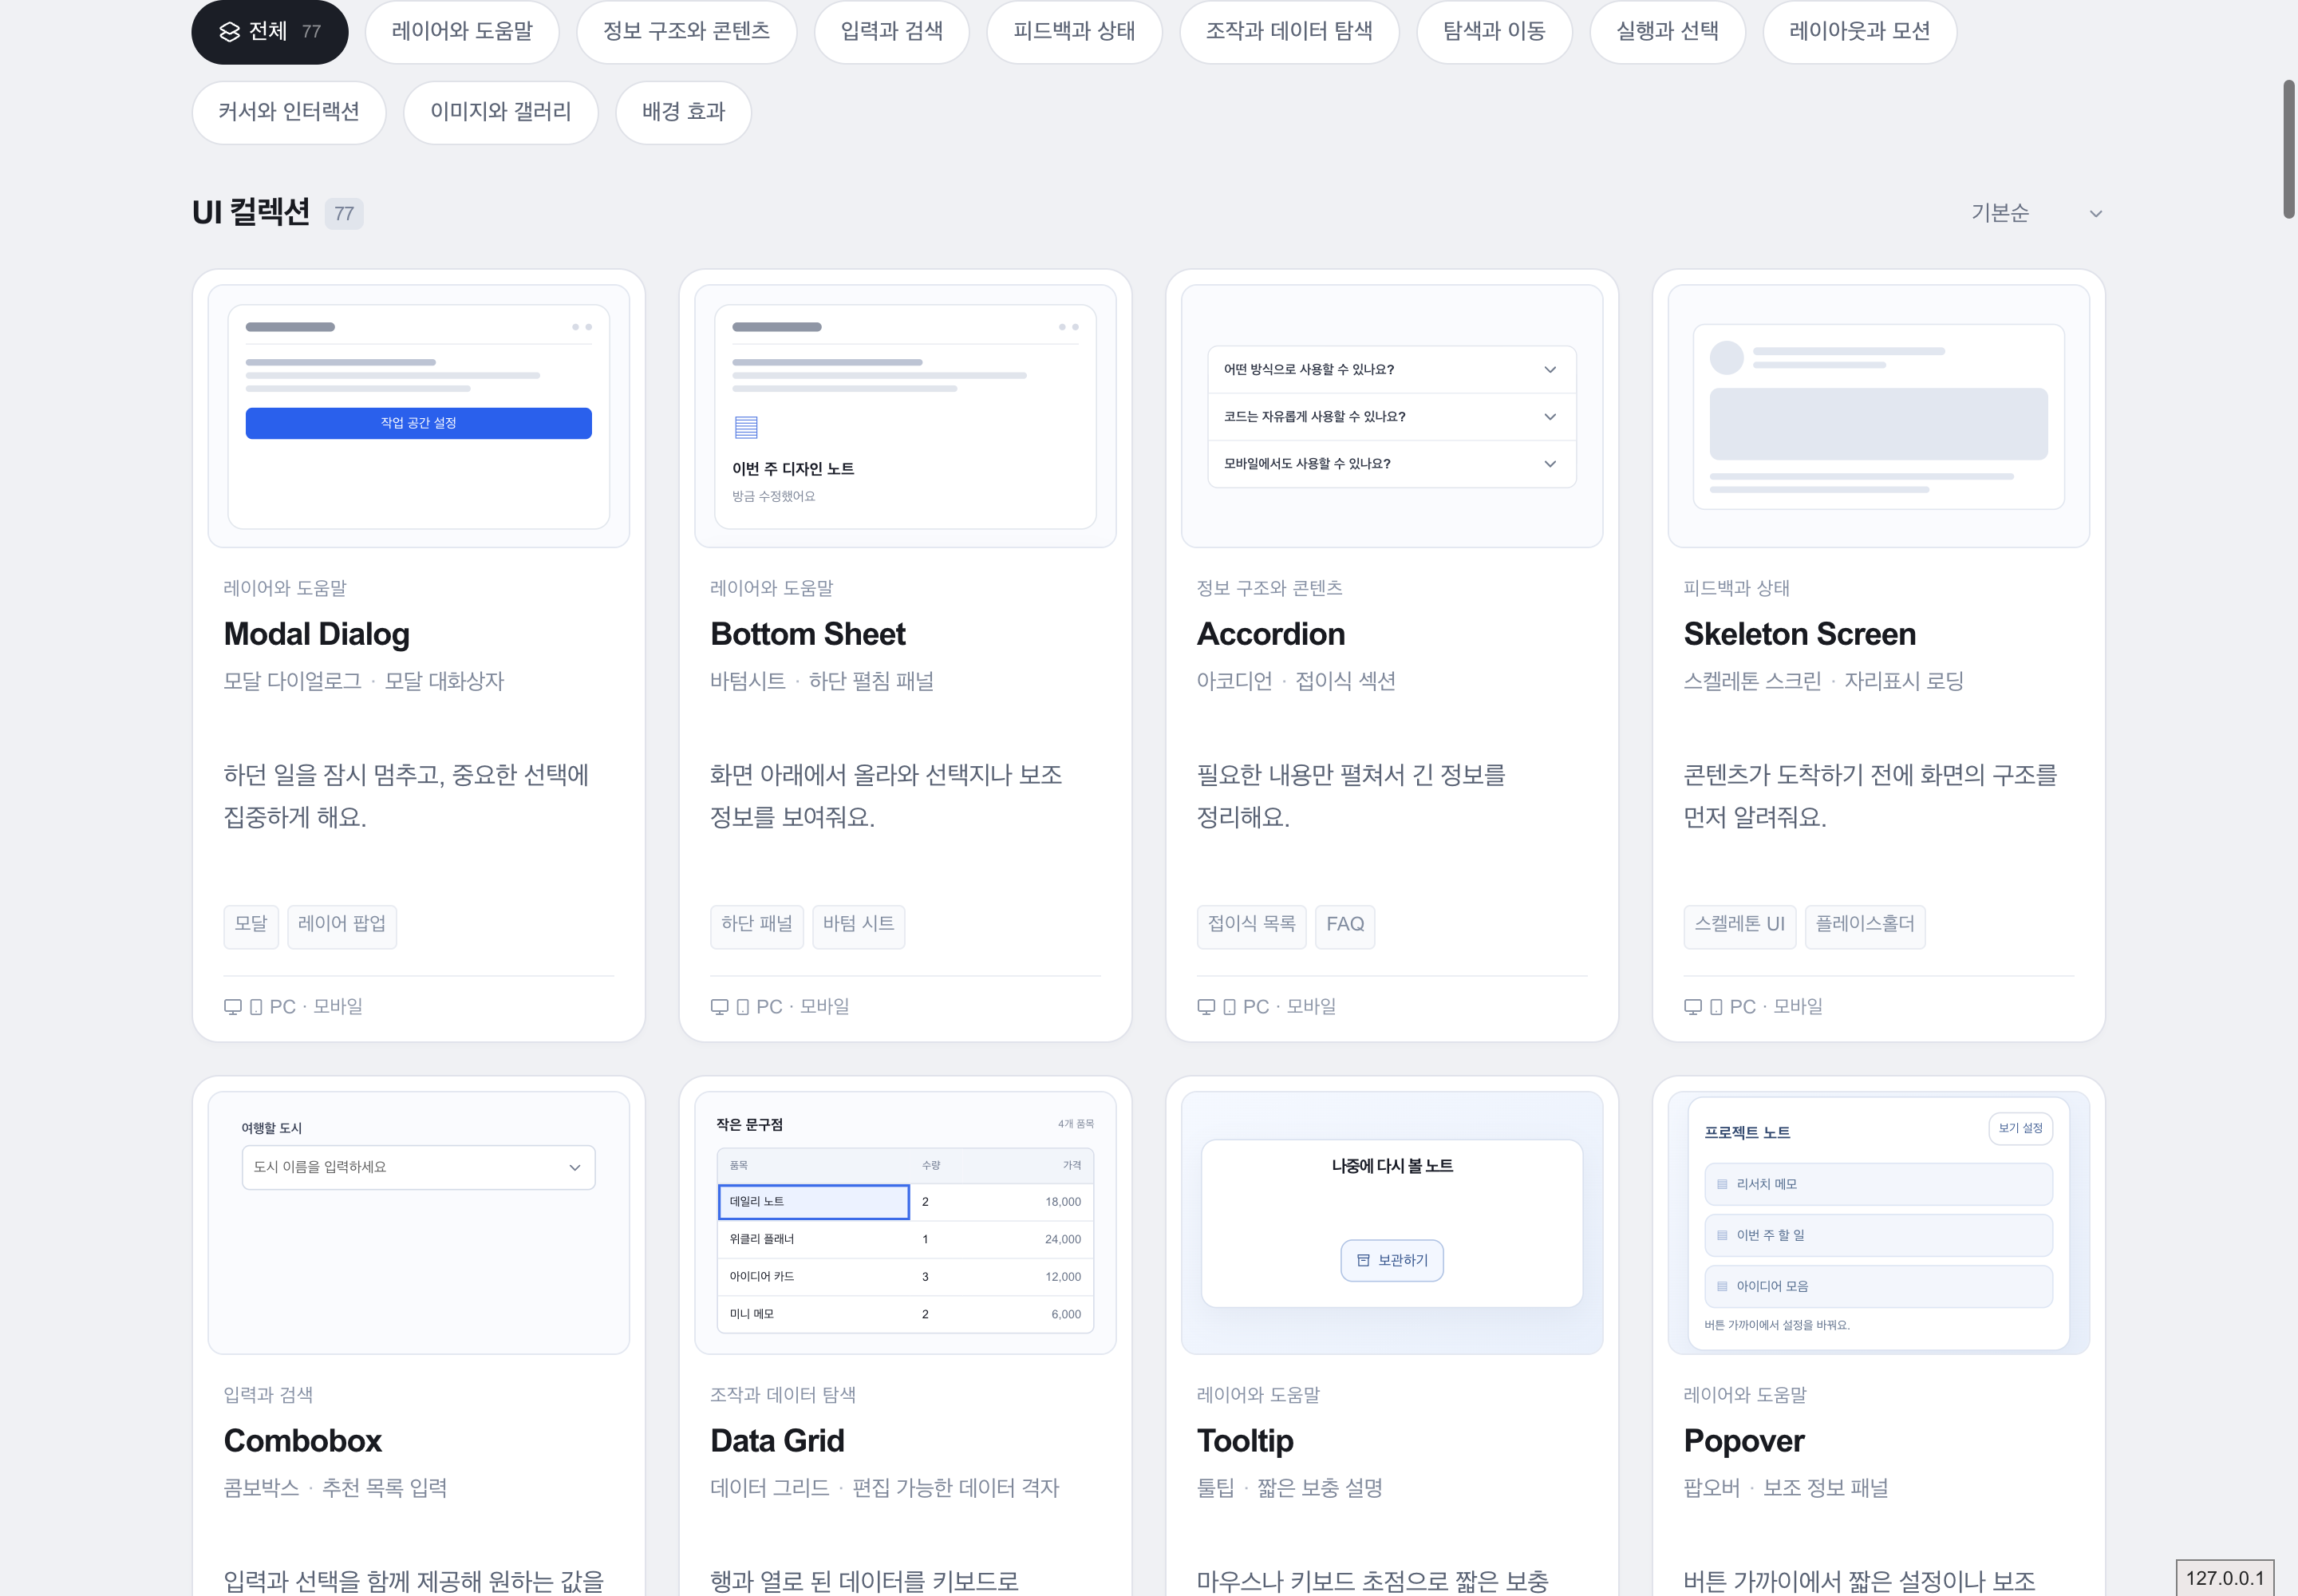 전체 77
레이어와 도움말
정보 구조와 콘텐츠
입력과 검색
피드백과 상태
조작과 데이터 탐색
탐색과 이동
실행과 선택
레이아웃과 모션
커서와 인터랙션
이미지와 갤러리
배경 효과
UI 컬렉션 77
기본순
작업 공간 설정
레이어와 도움말
Modal Dialog
모달 다이얼로그 · 모달 대화상자
하던 일을 잠시 멈추고, 중요한 선택에
집중하게 해요.
모달
레이어 팝업
PC · 모바일
이번 주 디자인 노트
방금 수정했어요
레이어와 도움말
Bottom Sheet
바텀시트 · 하단 펼침 패널
화면 아래에서 올라와 선택지나 보조
정보를 보여줘요.
하단 패널
바텀 시트
PC · 모바일
어떤 방식으로 사용할 수 있나요?
코드는 자유롭게 사용할 수 있나요?
모바일에서도 사용할 수 있나요?
정보 구조와 콘텐츠
Accordion
아코디언 · 접이식 섹션
필요한 내용만 펼쳐서 긴 정보를
정리해요.
접이식 목록
FAQ
PC · 모바일
피드백과 상태
Skeleton Screen
스켈레톤 스크린 · 자리표시 로딩
콘텐츠가 도착하기 전에 화면의 구조를
먼저 알려줘요.
스켈레톤 UI
플레이스홀더
PC · 모바일
여행할 도시
도시 이름을 입력하세요
입력과 검색
Combobox
콤보박스 · 추천 목록 입력
입력과 선택을 함께 제공해 원하는 값을
작은 문구점 4개 품목
품목 수량 가격
데일리 노트 2 18,000
위클리 플래너 1 24,000
아이디어 카드 3 12,000
미니 메모 2 6,000
조작과 데이터 탐색
Data Grid
데이터 그리드 · 편집 가능한 데이터 격자
행과 열로 된 데이터를 키보드로
나중에 다시 볼 노트
보관하기
레이어와 도움말
Tooltip
툴팁 · 짧은 보충 설명
마우스나 키보드 초점으로 짧은 보충
프로젝트 노트 보기 설정
리서치 메모
이번 주 할 일
아이디어 모음
버튼 가까이에서 설정을 바꿔요.
레이어와 도움말
Popover
팝오버 · 보조 정보 패널
버튼 가까이에서 짧은 설정이나 보조
127.0.0.1